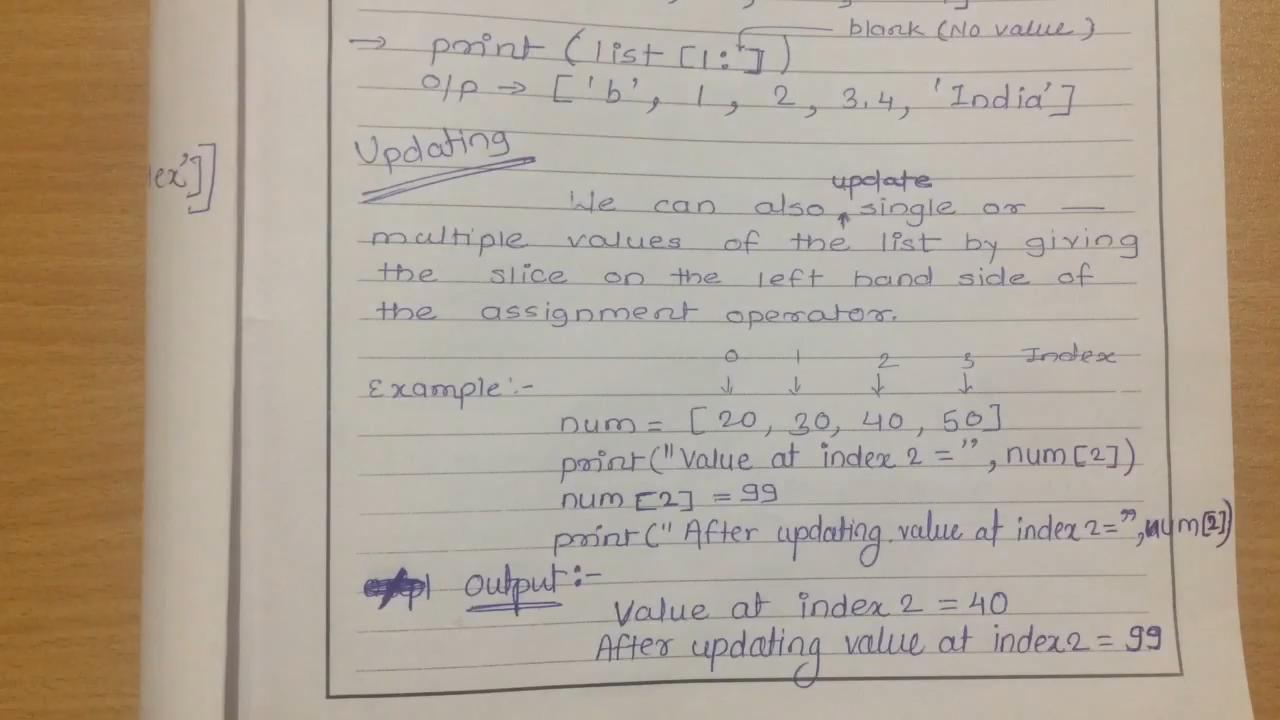 blank (No value)
→ print (list [1:])
O/P → ['b', 1, 2, 3.4, 'India']
ex']]
Updating
update
We can also single or —
multiple values of the list by giving
the slice on the left hand side of
the assignment operator.
0 1 2 3 Index
Example:-
num = [20, 30, 40, 50]
print("Value at index 2 =", num[2])
num [2] = 99
print("After updating value at index 2=", num[2])
Output:-
Value at index 2 = 40
After updating value at index 2 = 99